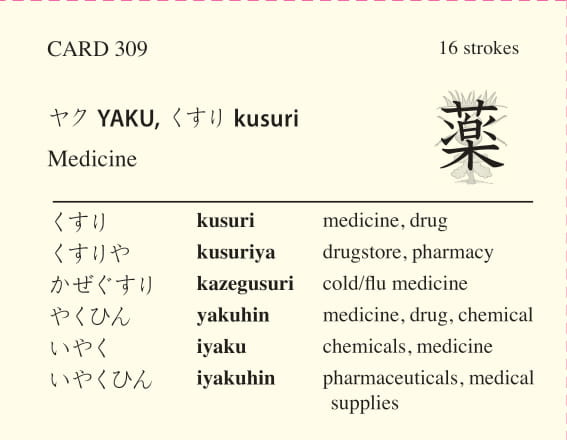 CARD 309 16 strokes
ヤク YAKU, くすり kusuri
薬
Medicine
くすり kusuri medicine, drug
くすりや kusuriya drugstore, pharmacy
かぜぐすり kazegusuri cold/flu medicine
やくひん yakuhin medicine, drug, chemical
いやく iyaku chemicals, medicine
いやくひん iyakuhin pharmaceuticals, medical
supplies